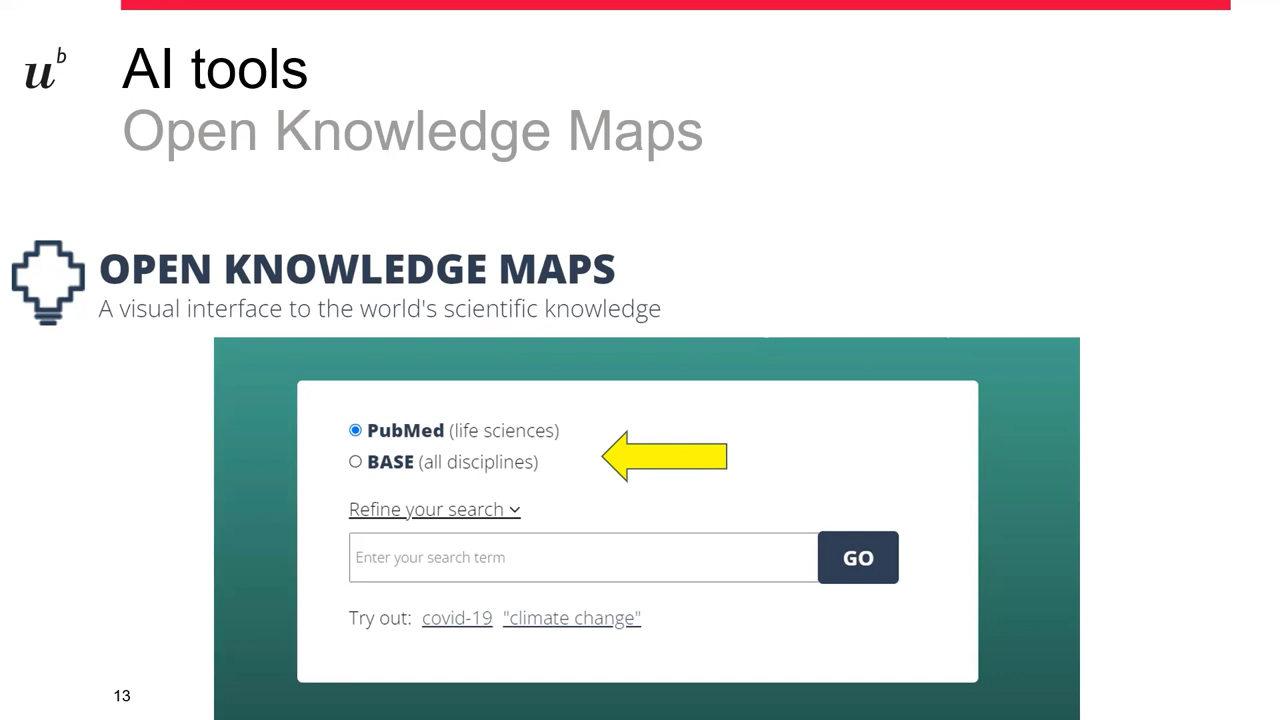 u b
AI tools
Open Knowledge Maps
OPEN KNOWLEDGE MAPS
A visual interface to the world's scientific knowledge
PubMed (life sciences)
BASE (all disciplines)
Refine your search
Enter your search term
GO
Try out: covid-19 "climate change"
13